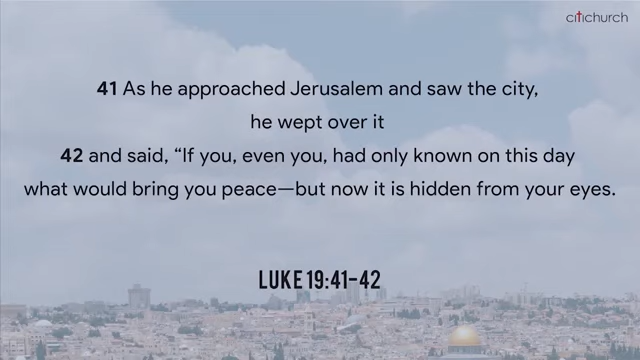 citichurch
41 As he approached Jerusalem and saw the city,
he wept over it
42 and said, “If you, even you, had only known on this day
what would bring you peace—but now it is hidden from your eyes.
LUKE 19:41-42